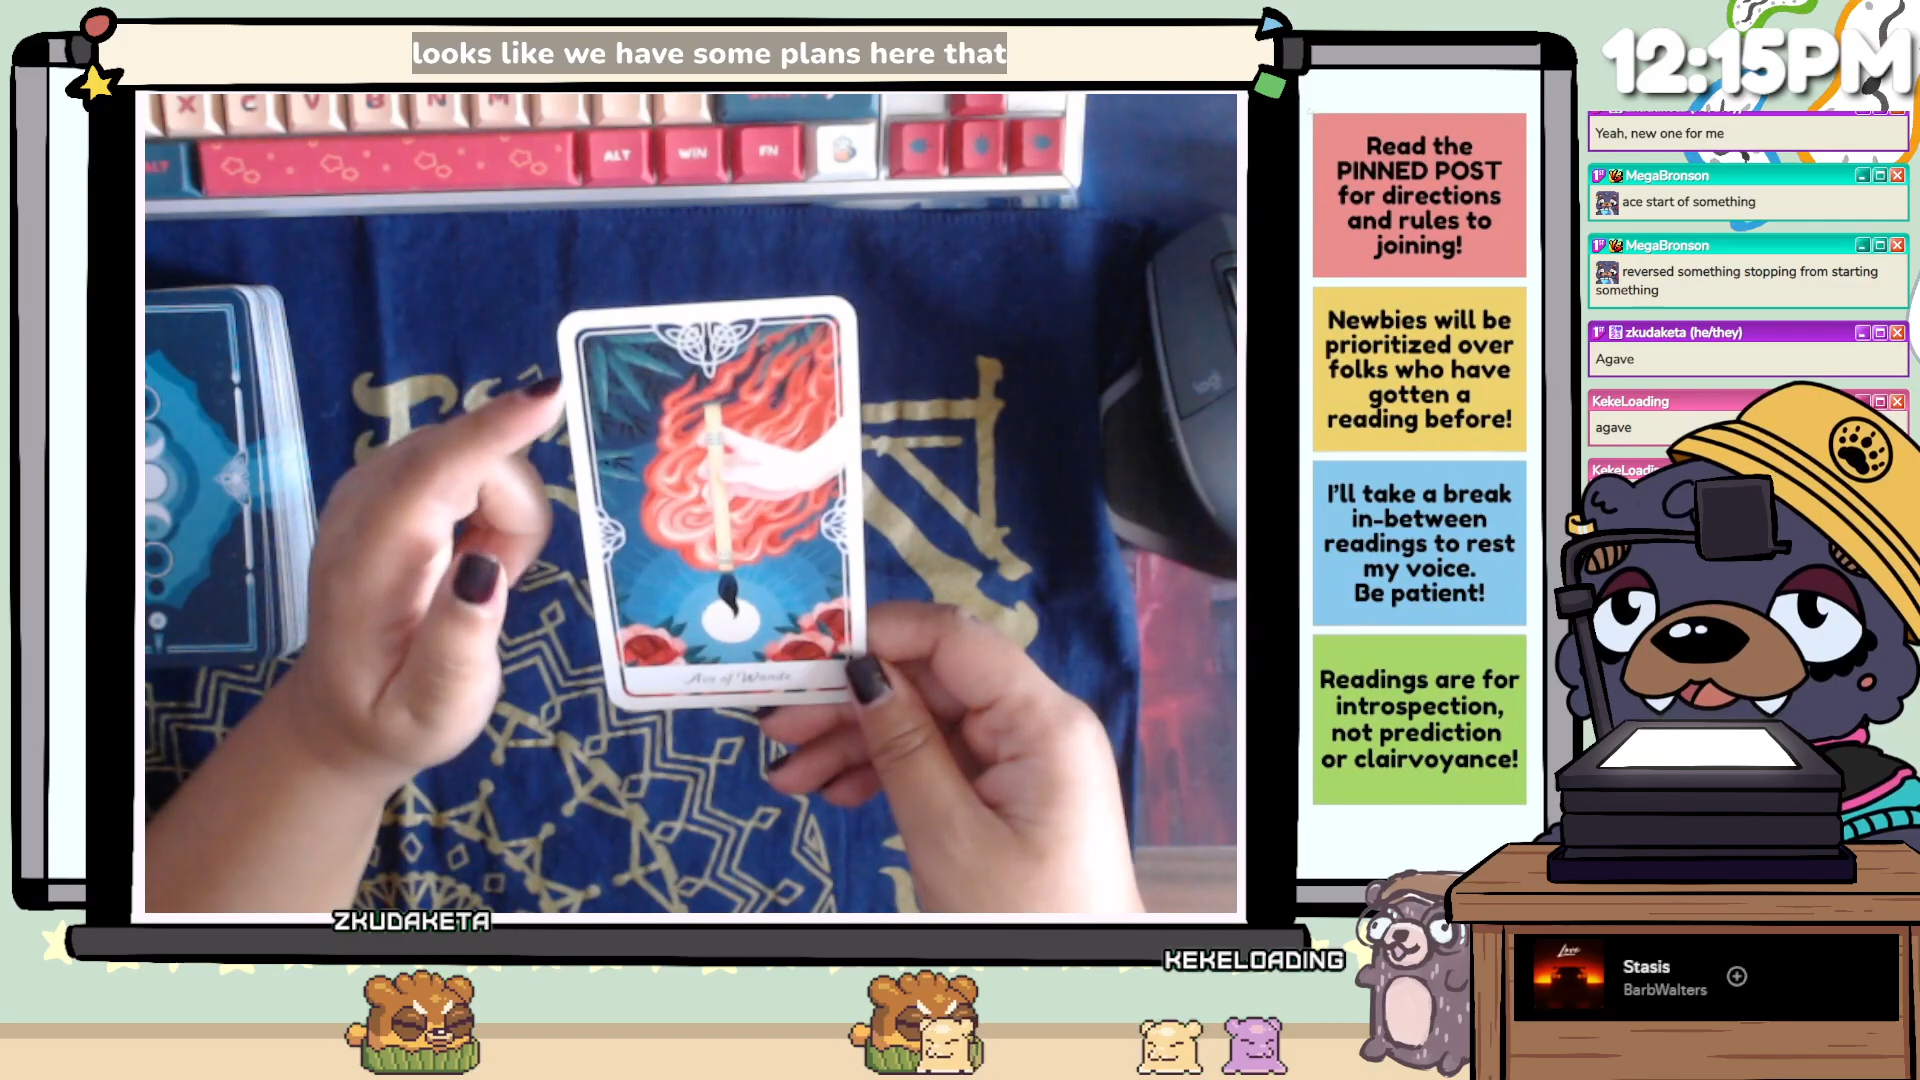 looks like we have some plans here that
12:15PM
X C V B N M
ALT
ALT WIN FN
logi
Ace of Wands
Read the
PINNED POST
for directions
and rules to
joining!
Newbies will be
prioritized over
folks who have
gotten a
reading before!
I'll take a break
in-between
readings to rest
my voice.
Be patient!
Readings are for
introspection,
not prediction
or clairvoyance!
Yeah, new one for me
MegaBronson
ace start of something
MegaBronson
reversed something stopping from starting
something
zkudaketa (he/they)
Agave
KekeLoading
agave
ZKUDAKETA
KEKELOADING
Love
Stasis
BarbWalters